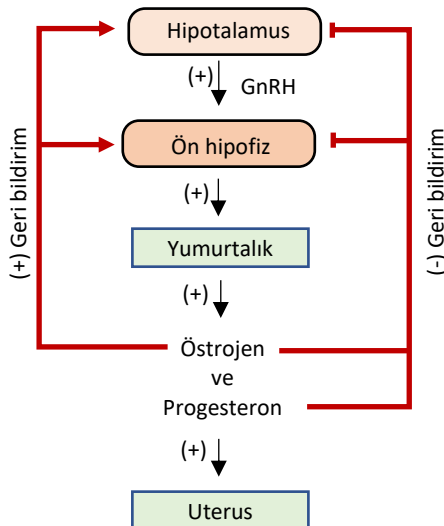 Hipotalamus
(+)
GnRH
Ön hipofiz
(+)
Yumurtalık
(+)
Östrojen
ve
Progesteron
(+)
Uterus
(+) Geri bildirim
(-) Geri bildirim